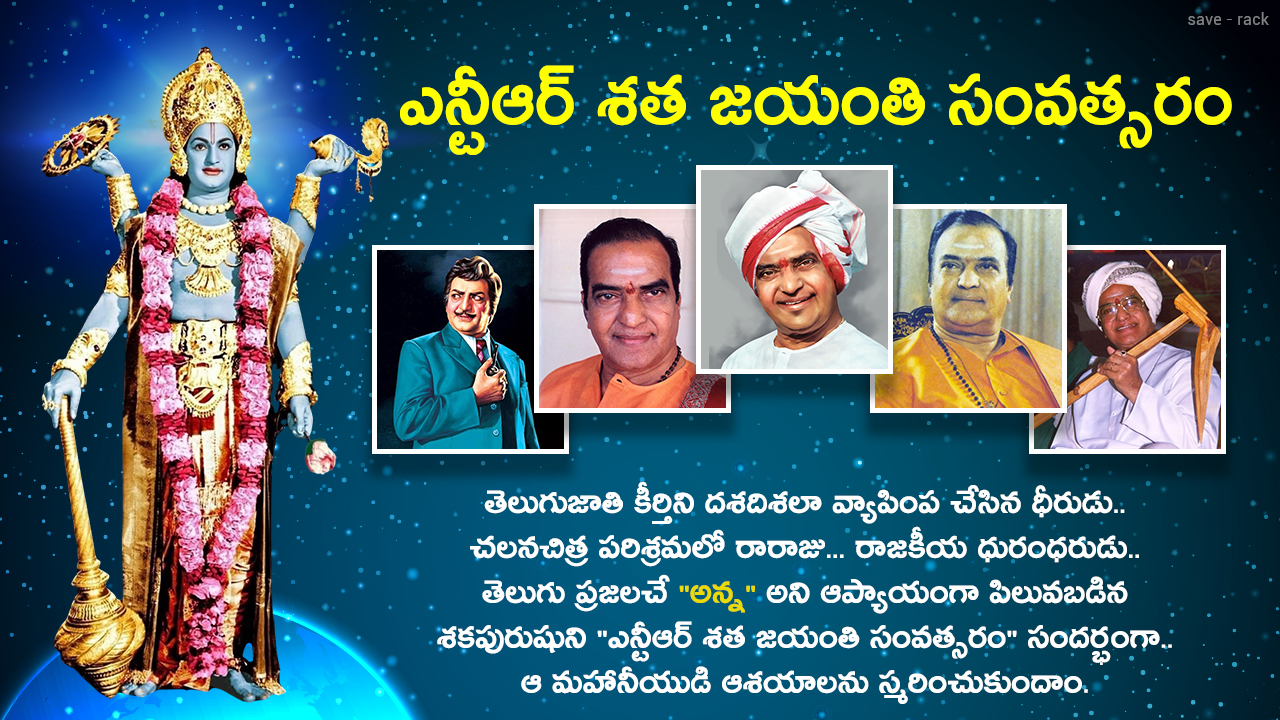 save - rack
ఎన్టీఆర్ శత జయంతి సంవత్సరం
తెలుగుజాతి కీర్తిని దశదిశలా వ్యాపింప చేసిన ధీరుడు..
చలనచిత్ర పరిశ్రమలో రారాజు... రాజకీయ ధురంధరుడు..
తెలుగు ప్రజలచే "అన్న" అని ఆప్యాయంగా పిలువబడిన
శకపురుషుని "ఎన్టీఆర్ శత జయంతి సంవత్సరం" సందర్భంగా..
ఆ మహనీయుడి ఆశయాలను స్మరించుకుందాం.